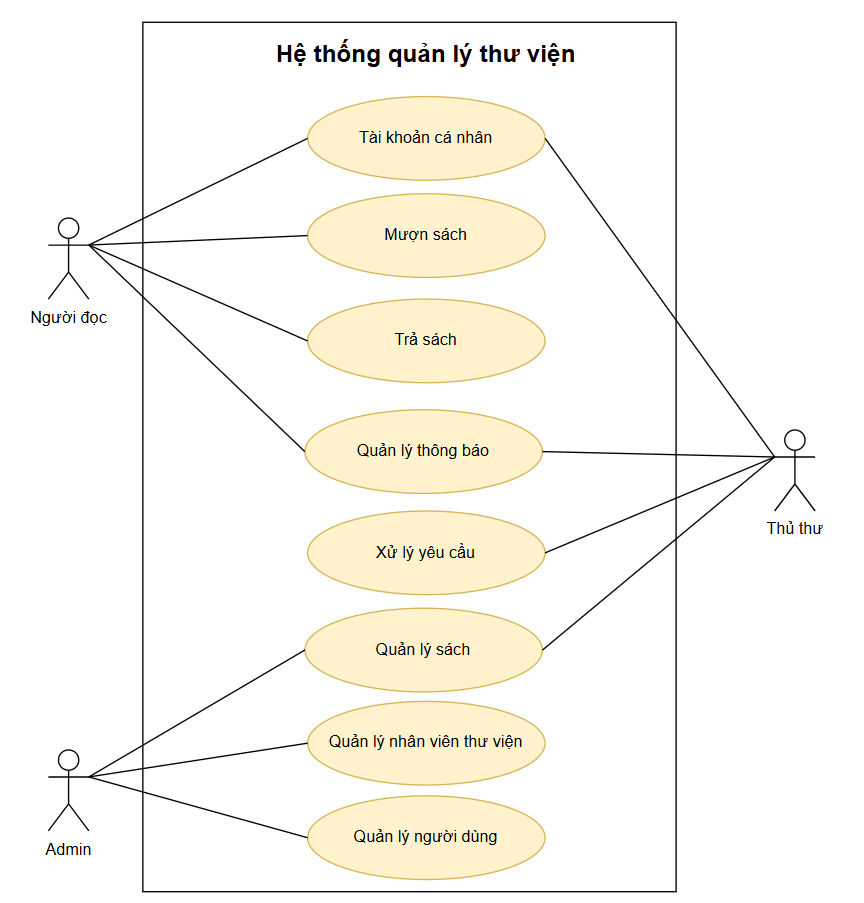 Hệ thống quản lý thư viện
Tài khoản cá nhân
Mượn sách
Người đọc
Trả sách
Quản lý thông báo
Thủ thư
Xử lý yêu cầu
Quản lý sách
Quản lý nhân viên thư viện
Quản lý người dùng
Admin